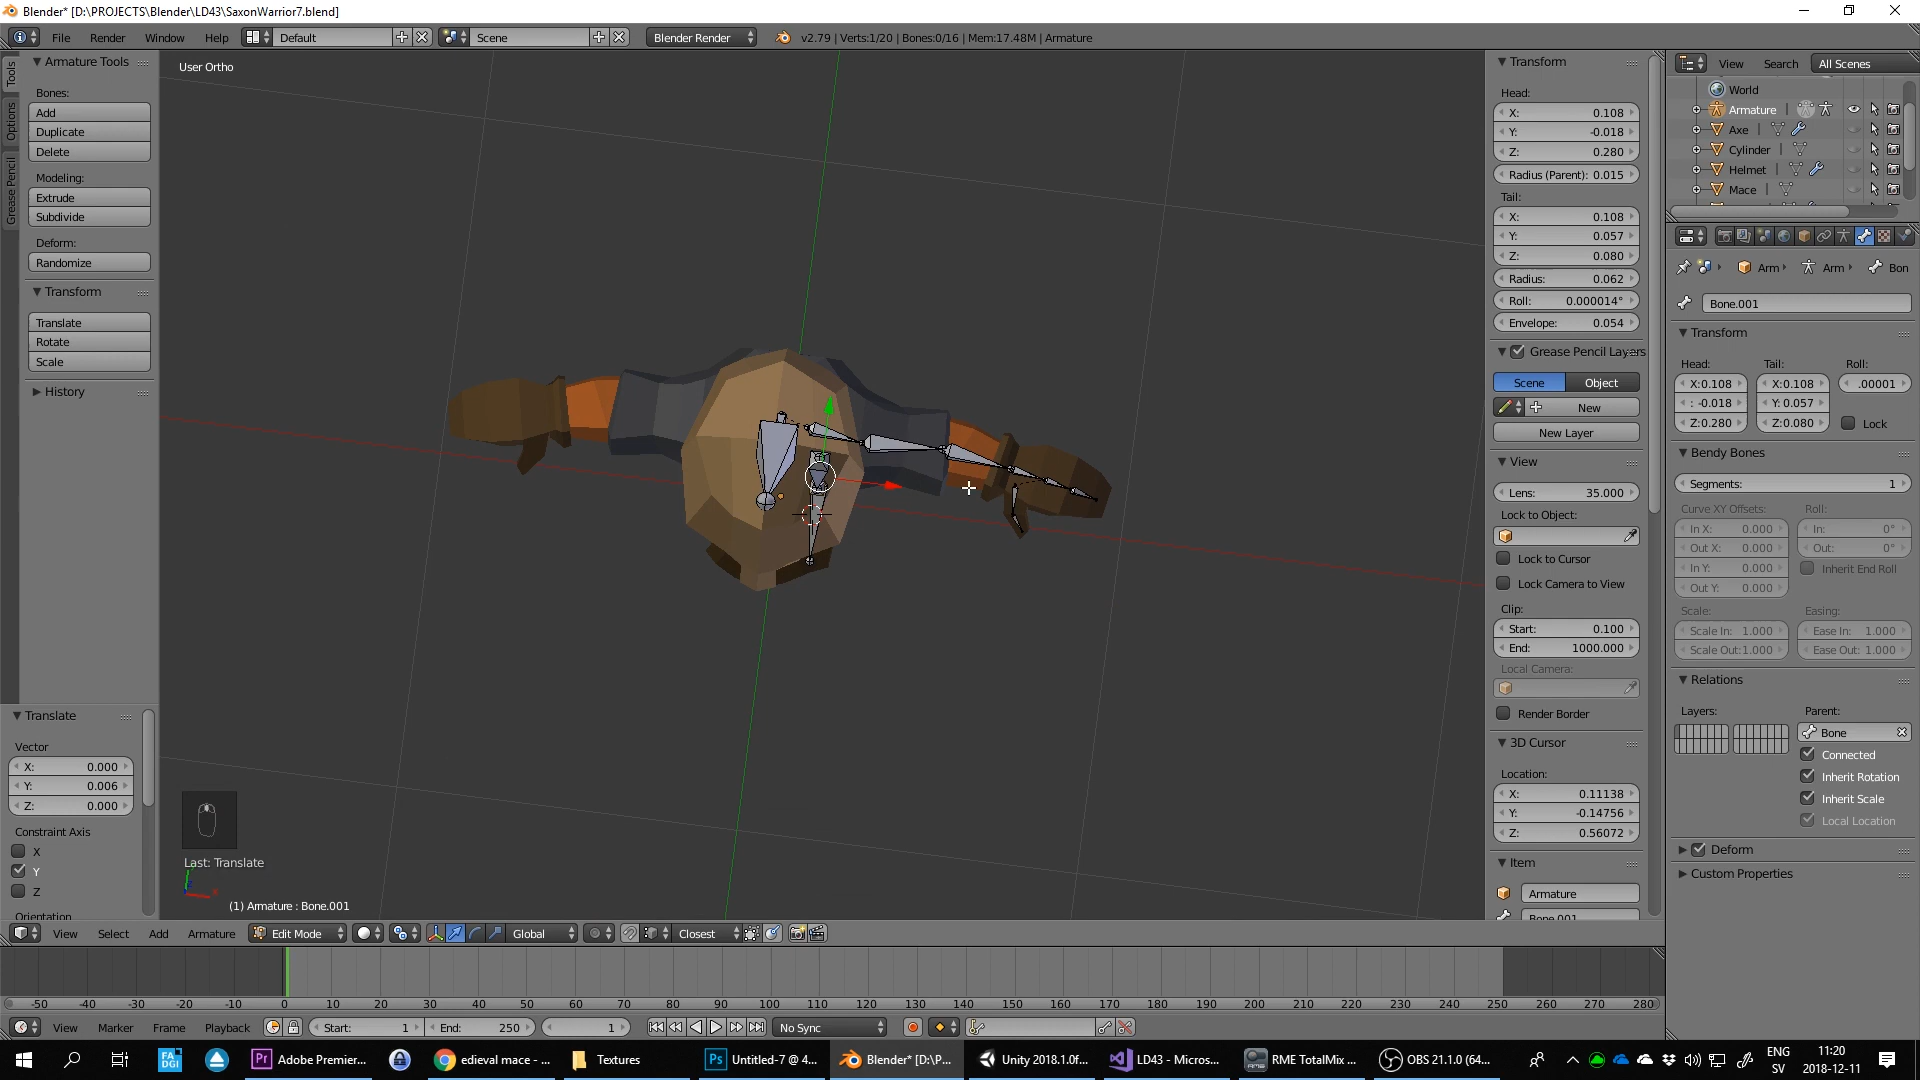 Blender* [D:\PROJECTS\Blender\LD43\SaxonWarrior7.blend]
File Render Window Help Default Scene Blender Render v2.79 | Verts:1/20 | Bones:0/16 | Mem:17.48M | Armature
Tools
Options
Grease Pencil
Armature Tools
Bones:
Add
Duplicate
Delete
Modeling:
Extrude
Subdivide
Deform:
Randomize
Transform
Translate
Rotate
Scale
History
Translate
Vector
X: 0.000
Y: 0.006
Z: 0.000
Constraint Axis
X
Y
Z
Orientation
User Ortho
Last: Translate
(1) Armature : Bone.001
Transform
Head:
X: 0.108
Y: -0.018
Z: 0.280
Radius (Parent): 0.015
Tail:
X: 0.108
Y: 0.057
Z: 0.080
Radius: 0.062
Roll: 0.000014°
Envelope: 0.054
Grease Pencil Layers
Scene Object
New
New Layer
View
Lens: 35.000
Lock to Object:
Lock to Cursor
Lock Camera to View
Clip:
Start: 0.100
End: 1000.000
Local Camera:
Render Border
3D Cursor
Location:
X: 0.11138
Y: -0.14756
Z: 0.56072
Item
Armature
Bone.001
View Search All Scenes
World
Armature
Axe
Cylinder
Helmet
Mace
Arm Arm Bon
Bone.001
Transform
Head: Tail: Roll:
X:0.108 X:0.108 .00001
: -0.018 Y: 0.057 Lock
Z:0.280 Z:0.080
Bendy Bones
Segments: 1
Curve XY Offsets: Roll:
In X: 0.000 In: 0°
Out X: 0.000 Out: 0°
In Y: 0.000 Inherit End Roll
Out Y: 0.000
Scale: Easing:
Scale In: 1.000 Ease In: 1.000
Scale Out:1.000 Ease Out: 1.000
Relations
Layers: Parent:
Bone
Connected
Inherit Rotation
Inherit Scale
Local Location
Deform
Custom Properties
View Select Add Armature Edit Mode Global Closest
-50 -40 -30 -20 -10 0 10 20 30 40 50 60 70 80 90 100 110 120 130 140 150 160 170 180 190 200 210 220 230 240 250 260 270 280
View Marker Frame Playback Start: 1 End: 250 1 No Sync
FA DGI Pr Adobe Premier... edieval mace - ... Textures Ps Untitled-7 @ 4... Blender* [D:\P... Unity 2018.1.0f... LD43 - Micros... RME TotalMix ... OBS 21.1.0 (64... ENG SV 11:20 2018-12-11